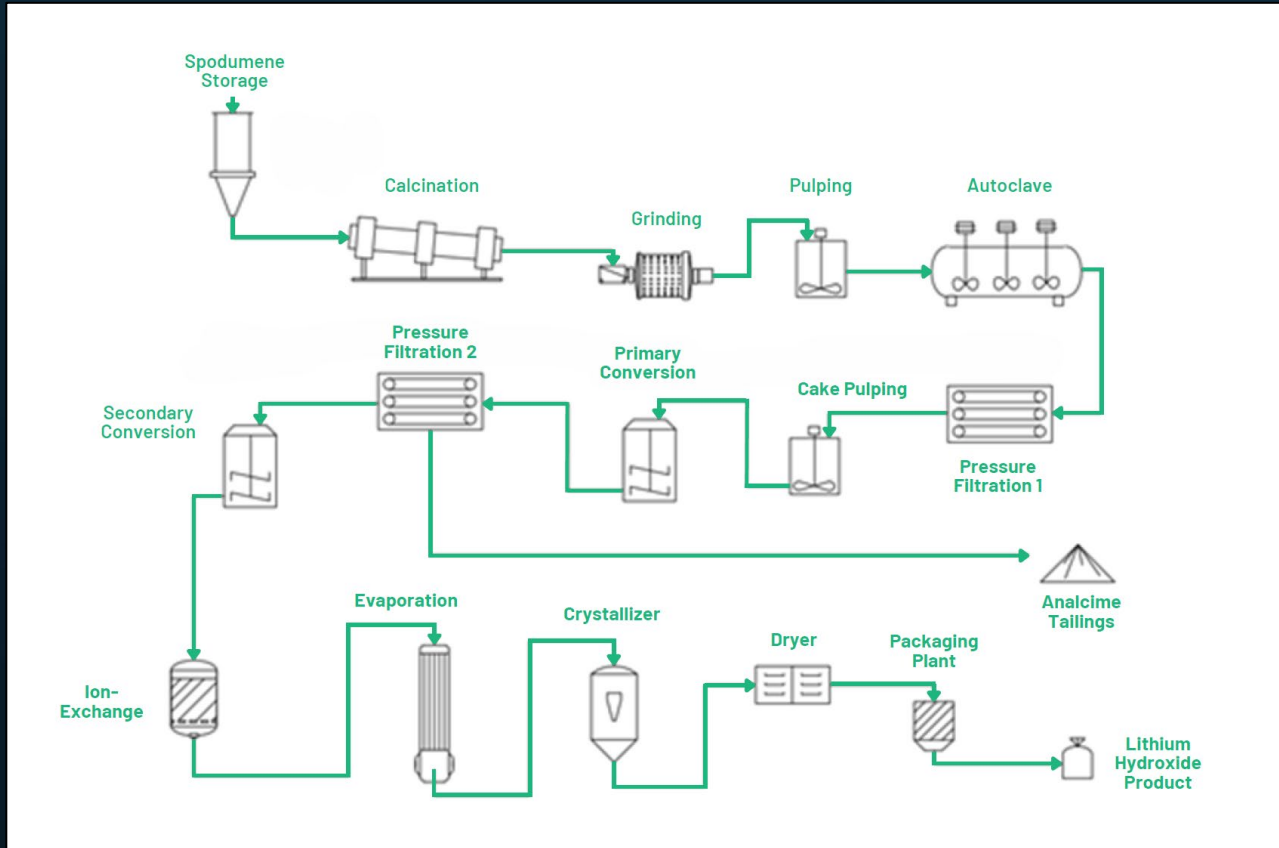 Spodumene
Storage
Calcination
Grinding
Pulping
Autoclave
Pressure
Filtration 2
Primary
Conversion
Cake Pulping
Secondary
Conversion
Pressure
Filtration 1
Analcime
Tailings
Evaporation
Crystallizer
Dryer
Packaging
Plant
Ion-
Exchange
Lithium
Hydroxide
Product